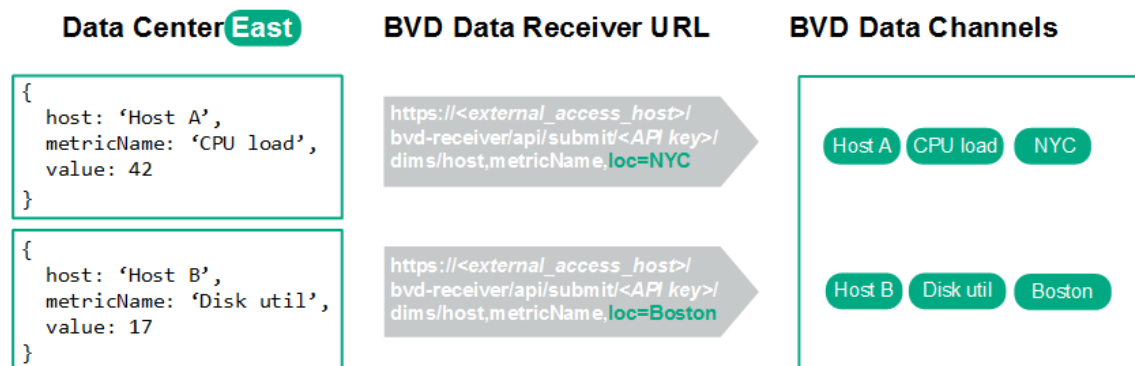 Data Center East
BVD Data Receiver URL
BVD Data Channels
{
host: ‘Host A’,
metricName: ‘CPU load’,
value: 42
}
https://<external_access_host>/
bvd-receiver/api/submit/<API key>/
dims/host,metricName,loc=NYC
Host A
CPU load
NYC
{
host: ‘Host B’,
metricName: ‘Disk util’,
value: 17
}
https://<external_access_host>/
bvd-receiver/api/submit/<API key>/
dims/host,metricName,loc=Boston
Host B
Disk util
Boston